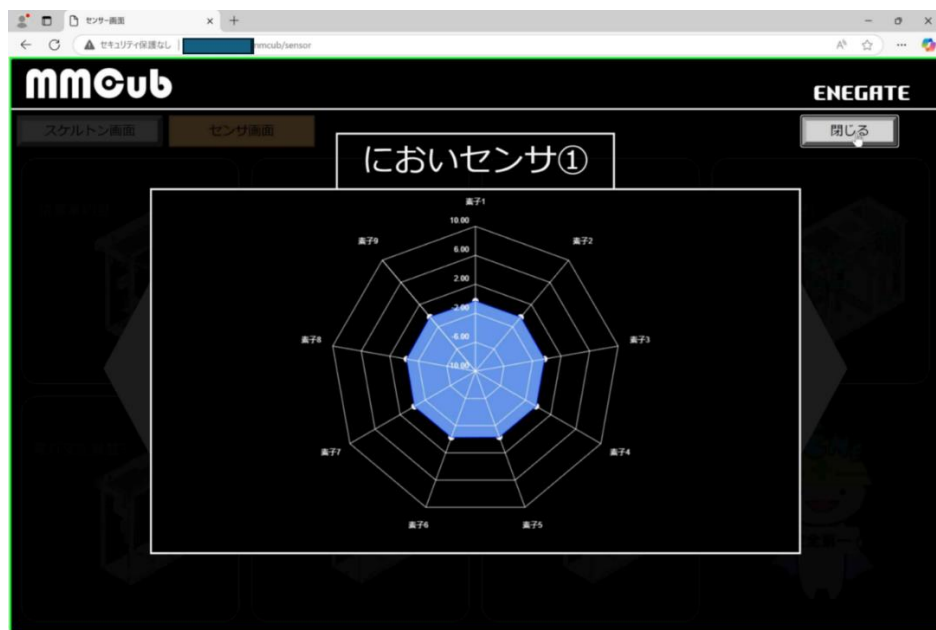 センサー画面
セキュリティ保護なし
mcub/sensor
MMCub
ENEGATE
スケルトン画面
センサ画面
閉じる
においセンサ①
素子1
10.00
素子9
素子2
6.00
2.00
-2.00
素子8
素子3
-6.00
-10.00
素子7
素子4
素子6
素子5